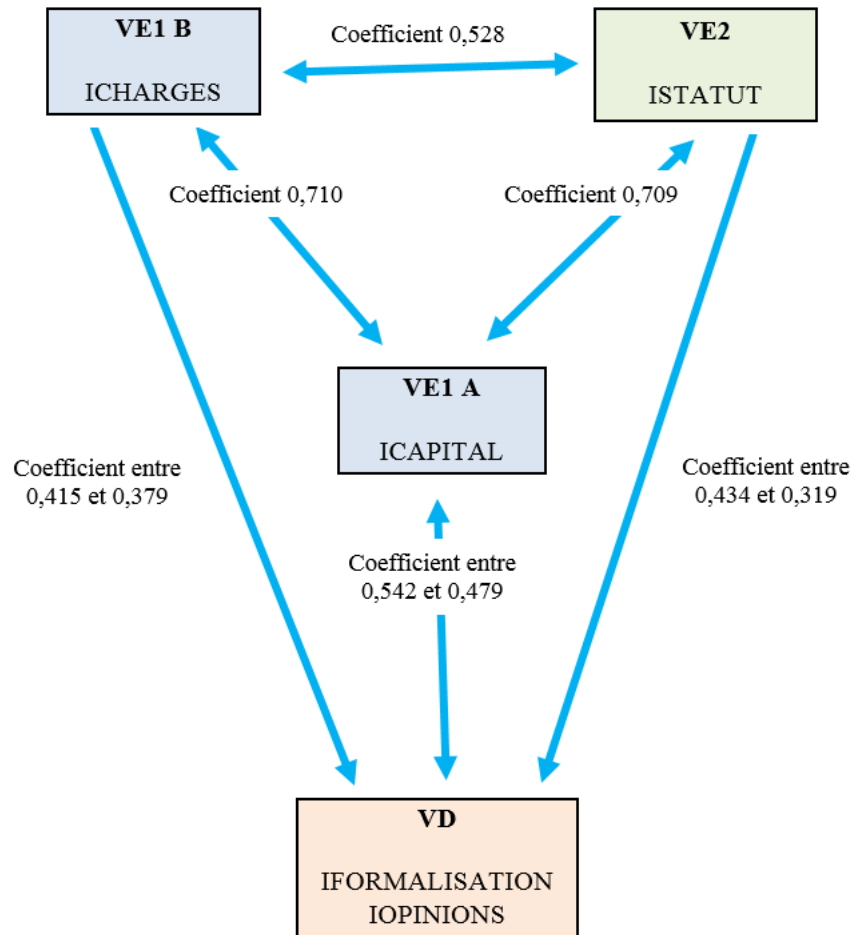 VE1 B
ICHARGES
Coefficient 0,528
VE2
ISTATUT
Coefficient 0,710
Coefficient 0,709
VE1 A
ICAPITAL
Coefficient entre
0,415 et 0,379
Coefficient entre
0,434 et 0,319
Coefficient entre
0,542 et 0,479
VD
IFORMALISATION
IOPINIONS